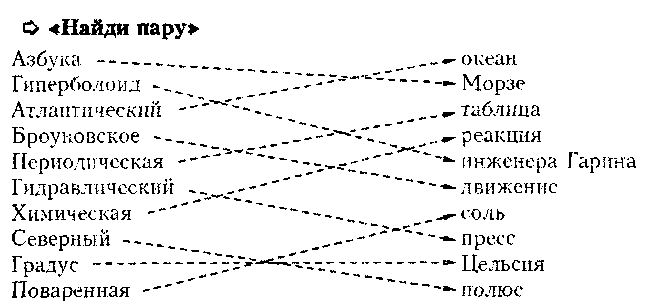 ➩ «Найди пару»
Азбука океан
Гиперболоид Морзе
Атлантический таблица
Броуновское реакция
Периодическая инженера Гарина
Гидравлический движение
Химическая соль
Северный пресс
Градус Цельсия
Поваренная полюс